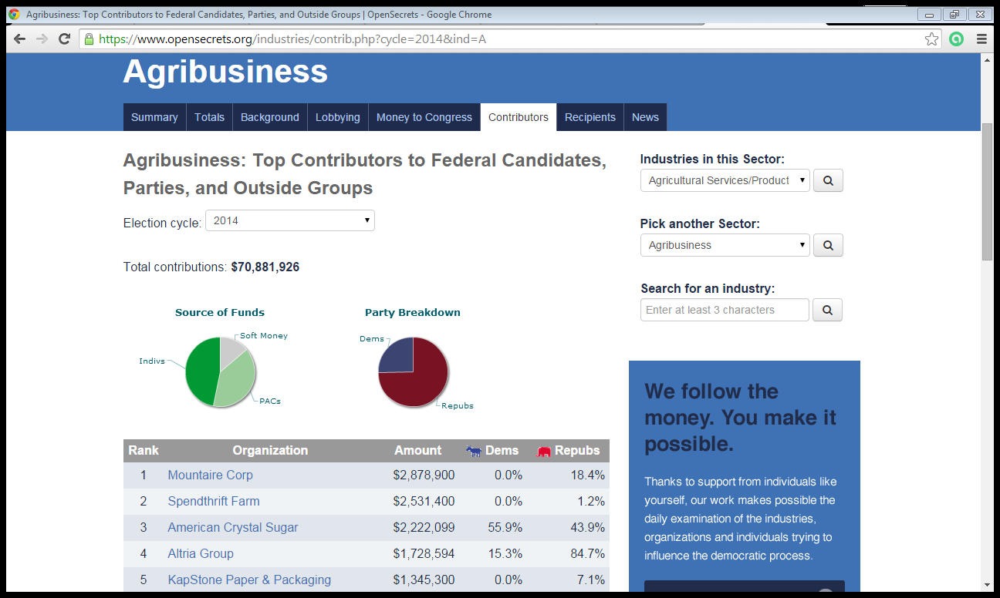 Agribusiness: Top Contributors to Federal Candidates, Parties, and Outside Groups | OpenSecrets - Google Chrome
https://www.opensecrets.org/industries/contrib.php?cycle=2014&ind=A
Agribusiness
Summary Totals Background Lobbying Money to Congress Contributors Recipients News
Agribusiness: Top Contributors to Federal Candidates,
Parties, and Outside Groups
Election cycle: 2014
Total contributions: $70,881,926
Source of Funds
Soft Money
Indivs
PACs
Party Breakdown
Dems
Repubs
Rank Organization Amount Dems Repubs
1 Mountaire Corp $2,878,900 0.0% 18.4%
2 Spendthrift Farm $2,531,400 0.0% 1.2%
3 American Crystal Sugar $2,222,099 55.9% 43.9%
4 Altria Group $1,728,594 15.3% 84.7%
5 KapStone Paper & Packaging $1,345,300 0.0% 7.1%
Industries in this Sector:
Agricultural Services/Product
Pick another Sector:
Agribusiness
Search for an industry:
Enter at least 3 characters
We follow the
money. You make it
possible.
Thanks to support from individuals like
yourself, our work makes possible the
daily examination of the industries,
organizations and individuals trying to
influence the democratic process.